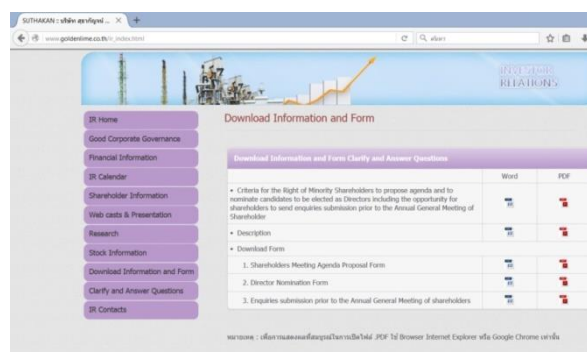 SUTHAKAN :: บริษัท สุธากัญจน์ ...
www.goldenlime.co.th/ir_index.html
ค้นหา
INVESTOR
RELATIONS
IR Home
Good Corporate Governance
Financial Information
IR Calendar
Shareholder Information
Web casts & Presentation
Research
Stock Information
Download Information and Form
Clarify and Answer Questions
IR Contacts
Download Information and Form
Download Information and Form Clarify and Answer Questions
Word PDF
• Criteria for the Right of Minority Shareholders to propose agenda and to
nominate candidates to be elected as Directors including the opportunity for
shareholders to send enquiries submission prior to the Annual General Meeting of
Shareholder
• Description
• Download Form
1. Shareholders Meeting Agenda Proposal Form
2. Director Nomination Form
3. Enquiries submission prior to the Annual General Meeting of shareholders
หมายเหตุ : เพื่อการแสดงผลที่สมบูรณ์ในการเปิดไฟล์ .PDF ใช้ Browser Internet Explorer หรือ Google Chrome เท่านั้น